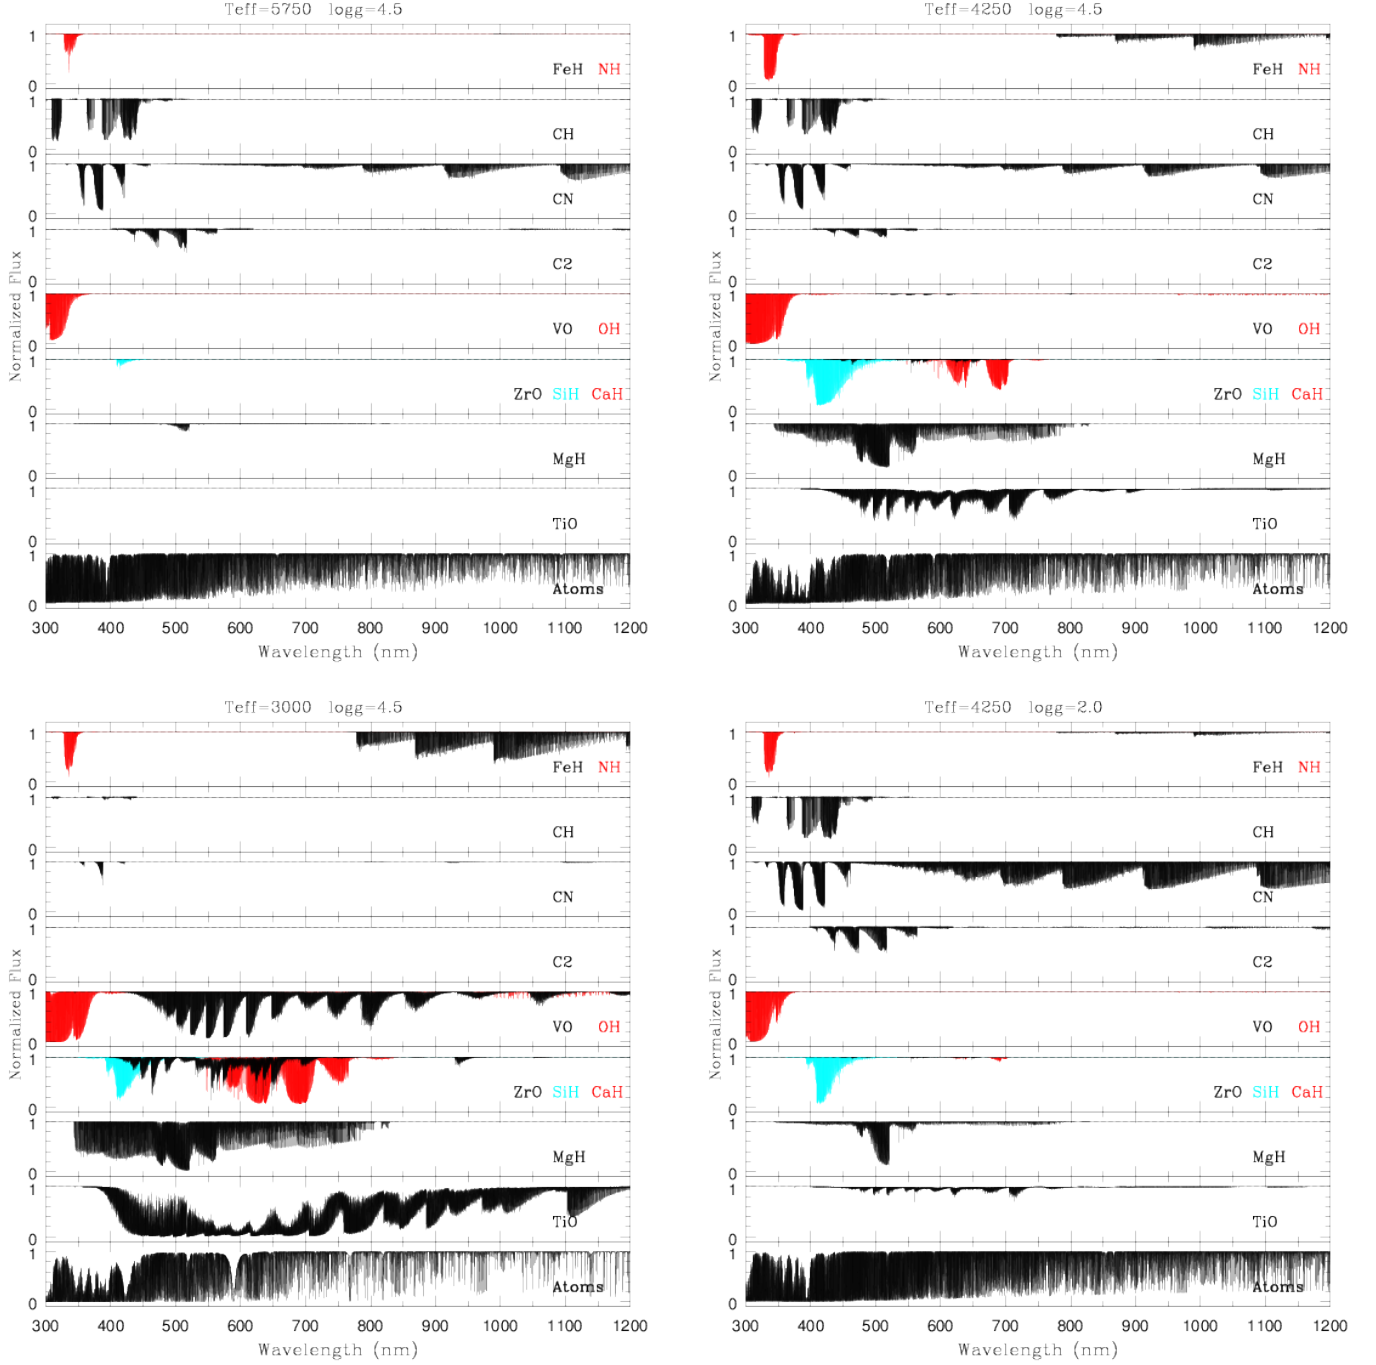 Teff=5750 logg=4.5
1
FeH NH
0
1
CH
0
1
CN
0
1
C2
0
1
VO OH
0
1
ZrO SiH CaH
0
1
MgH
0
1
TiO
0
1
Atoms
0
300 400 500 600 700 800 900 1000 1100 1200
Wavelength (nm)
Normalized Flux
Teff=4250 logg=4.5
1
FeH NH
0
1
CH
0
1
CN
0
1
C2
0
1
VO OH
0
1
ZrO SiH CaH
0
1
MgH
0
1
TiO
0
1
Atoms
0
300 400 500 600 700 800 900 1000 1100 1200
Wavelength (nm)
Normalized Flux
Teff=3000 logg=4.5
1
FeH NH
0
1
CH
0
1
CN
0
1
C2
0
1
VO OH
0
1
ZrO SiH CaH
0
1
MgH
0
1
TiO
0
1
Atoms
0
300 400 500 600 700 800 900 1000 1100 1200
Wavelength (nm)
Normalized Flux
Teff=4250 logg=2.0
1
FeH NH
0
1
CH
0
1
CN
0
1
C2
0
1
VO OH
0
1
ZrO SiH CaH
0
1
MgH
0
1
TiO
0
1
Atoms
0
300 400 500 600 700 800 900 1000 1100 1200
Wavelength (nm)
Normalized Flux